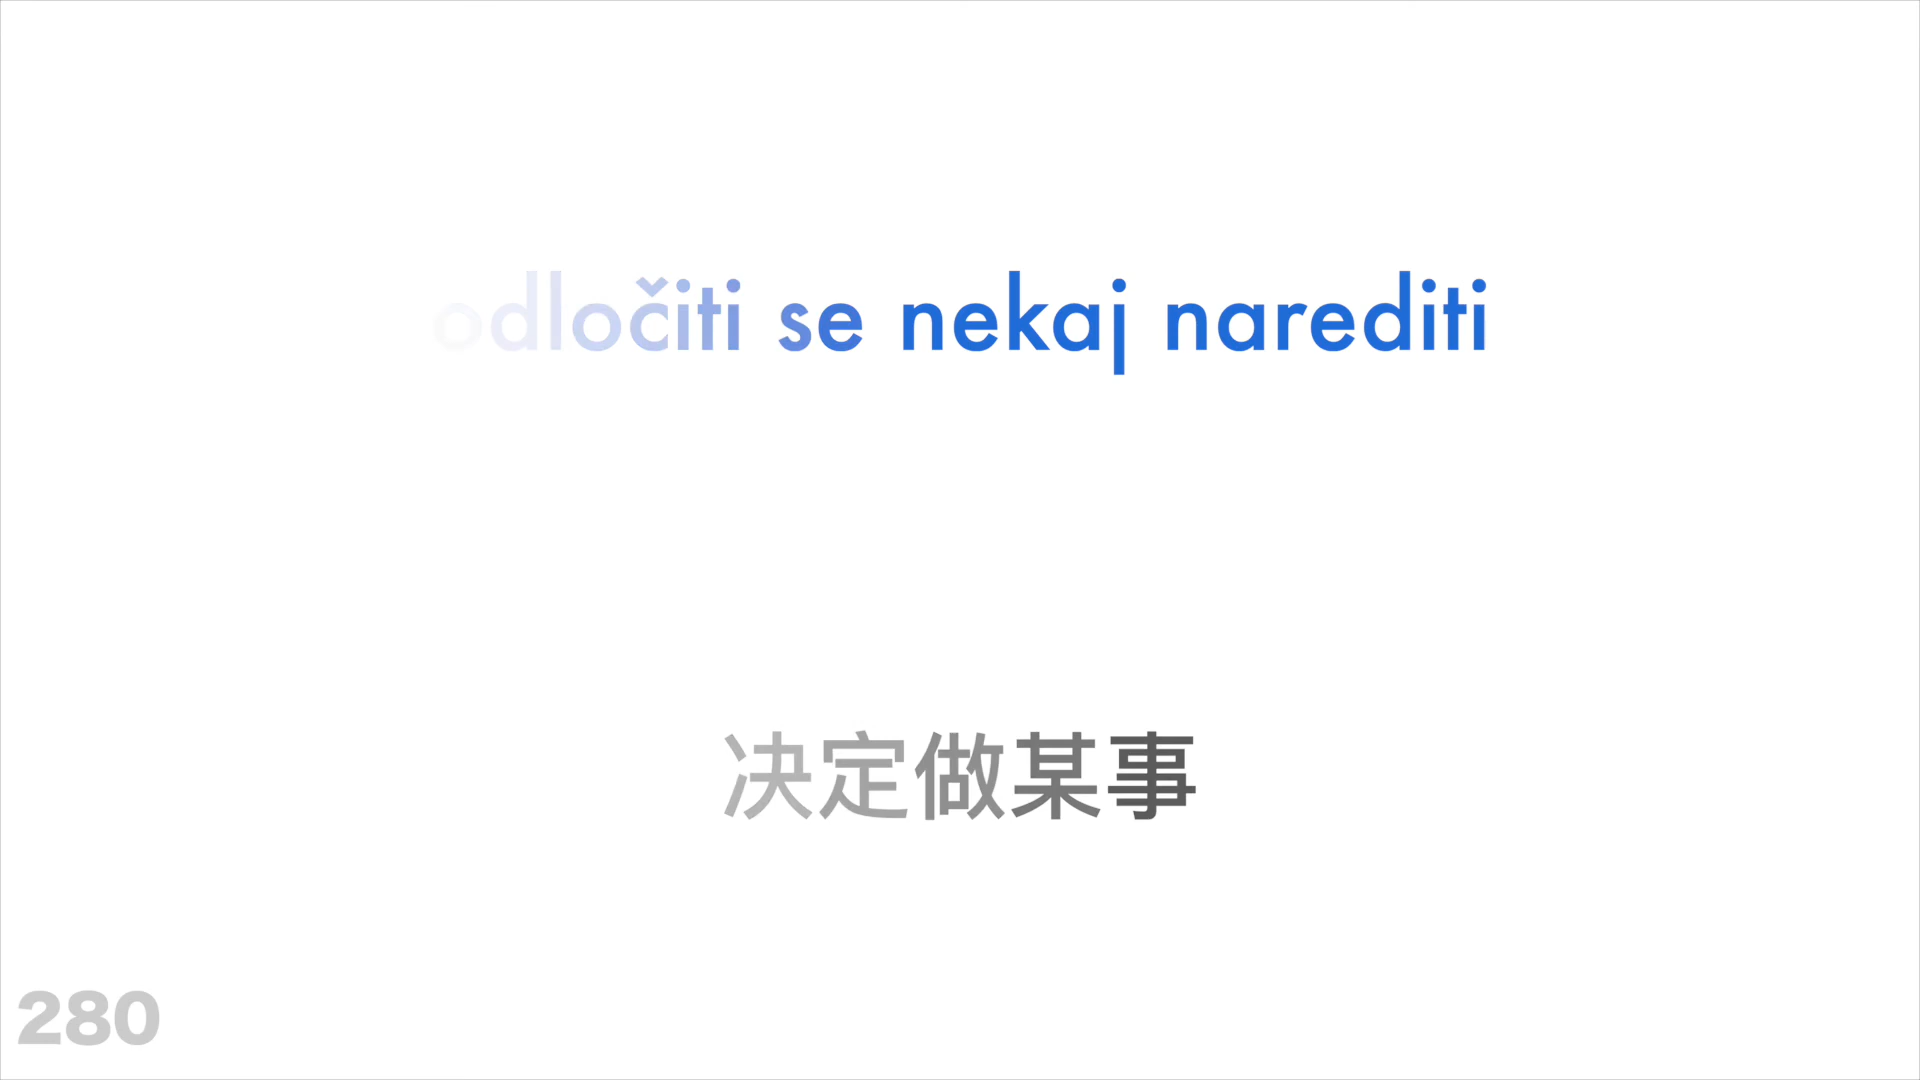 odločiti se nekaj narediti
决定做某事
280